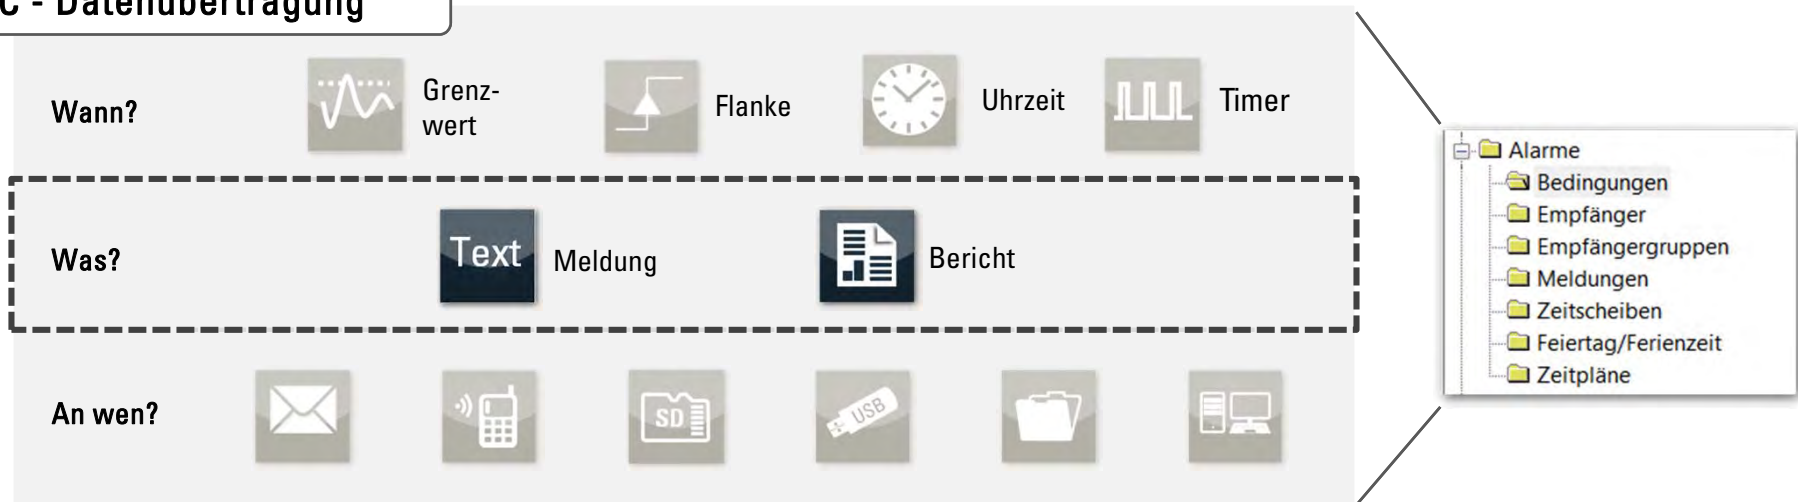 C - Datenübertragung
Wann?
Grenz-
wert
Flanke
Uhrzeit
Timer
Was?
Text
Meldung
Bericht
An wen?
SD
USB
Alarme
Bedingungen
Empfänger
Empfängergruppen
Meldungen
Zeitscheiben
Feiertag/Ferienzeit
Zeitpläne